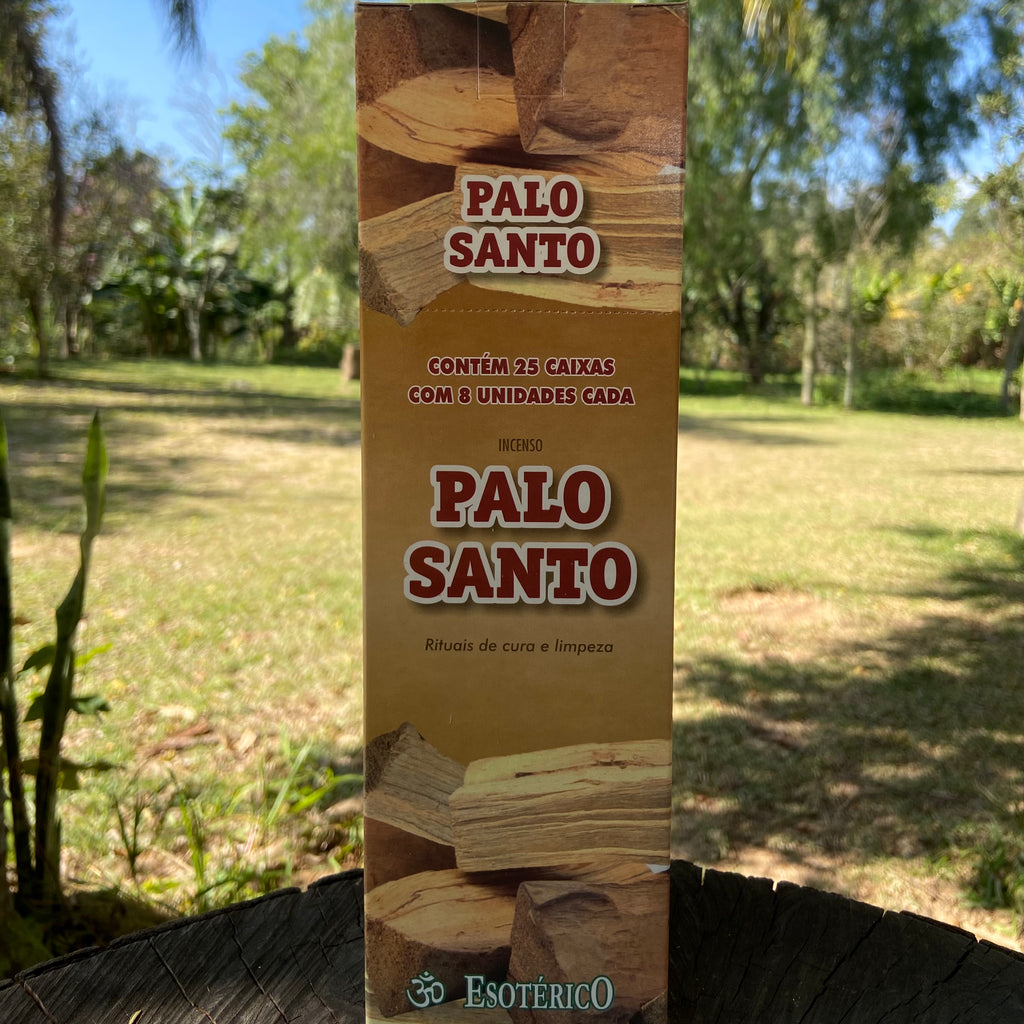 PALO
SANTO
CONTÉM 25 CAIXAS
COM 8 UNIDADES CADA
INCENSO
PALO
SANTO
Rituais de cura e limpeza
ॐ ESOTÉRICO